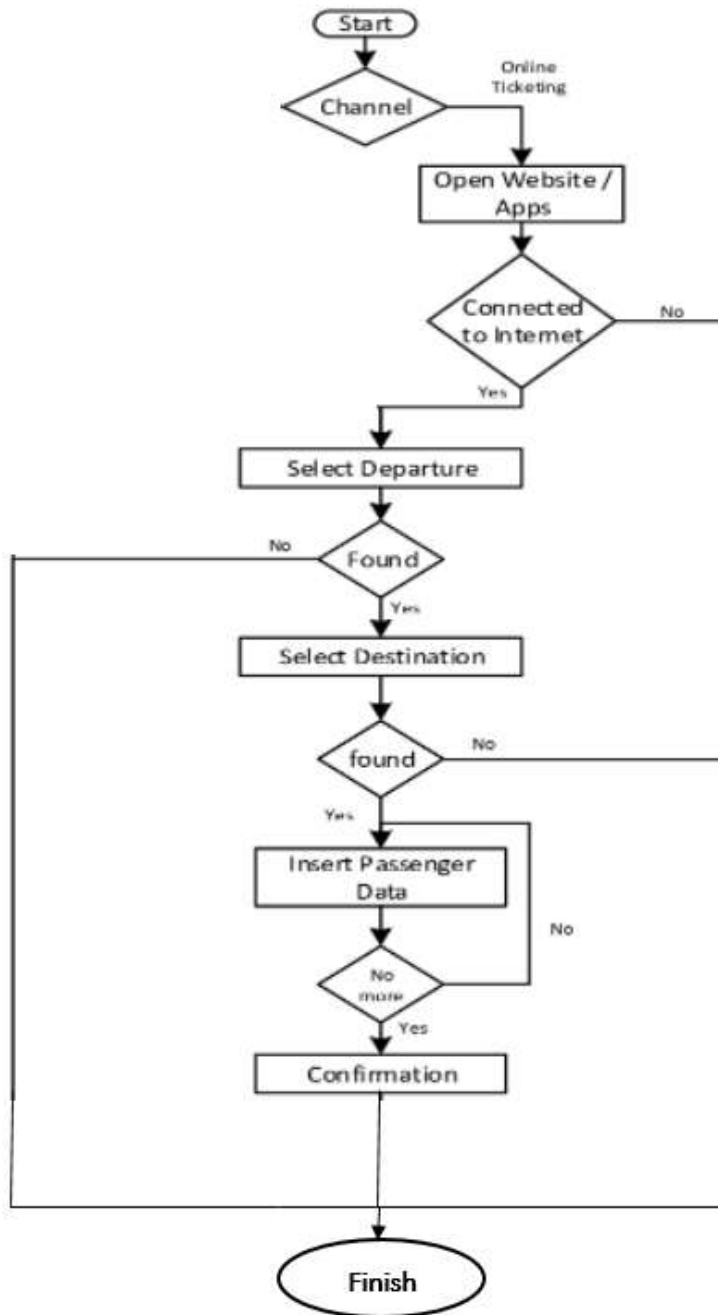 Start
Online
Ticketing
Channel
Open Website /
Apps
Connected
to Internet
No
Yes
Select Departure
No
Found
Yes
Select Destination
found
No
Yes
Insert Passenger
Data
No
No
more
Yes
Confirmation
Finish